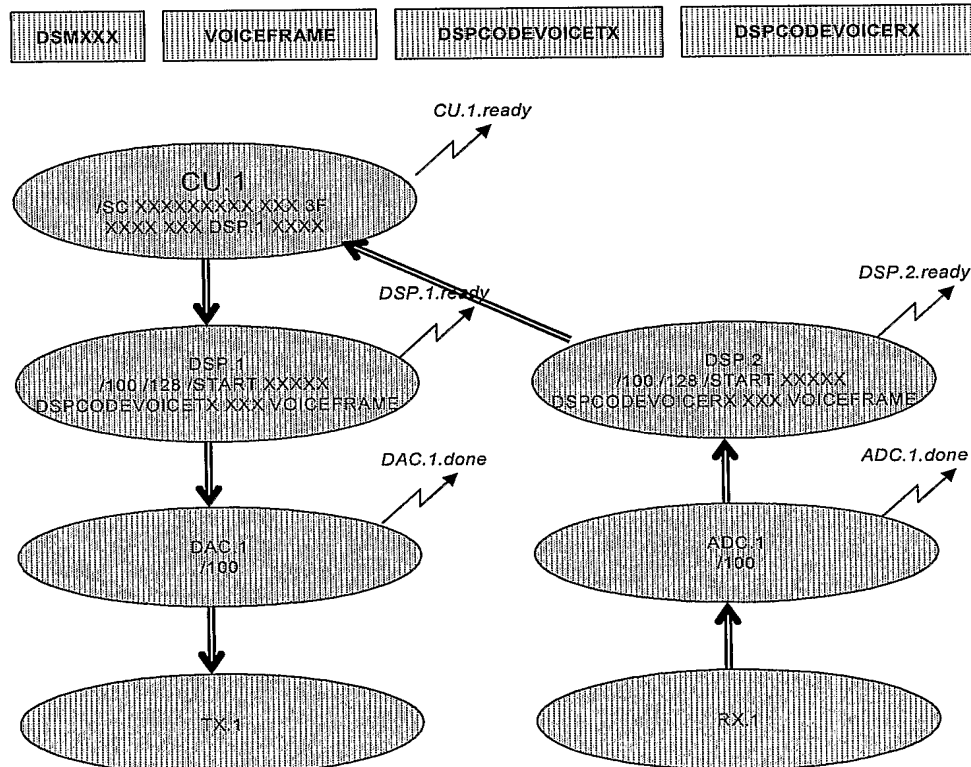 DSMXXX
VOICEFRAME
DSPCODEVOICETX
DSPCODEVOICERX
CU.1.ready
CU.1
/SC XXXXXXXXX XXX 3F
XXXX XXX DSP.1 XXXX
DSP.1.ready
DSP.2.ready
DSP.1
/100 /128 /START XXXXX
DSPCODEVOICETX XXX VOICEFRAME
DSP.2
/100 /128 /START XXXXX
DSPCODEVOICERX XXX VOICEFRAME
DAC.1.done
ADC.1.done
DAC.1
/100
ADC.1
/100
TX.1
RX.1